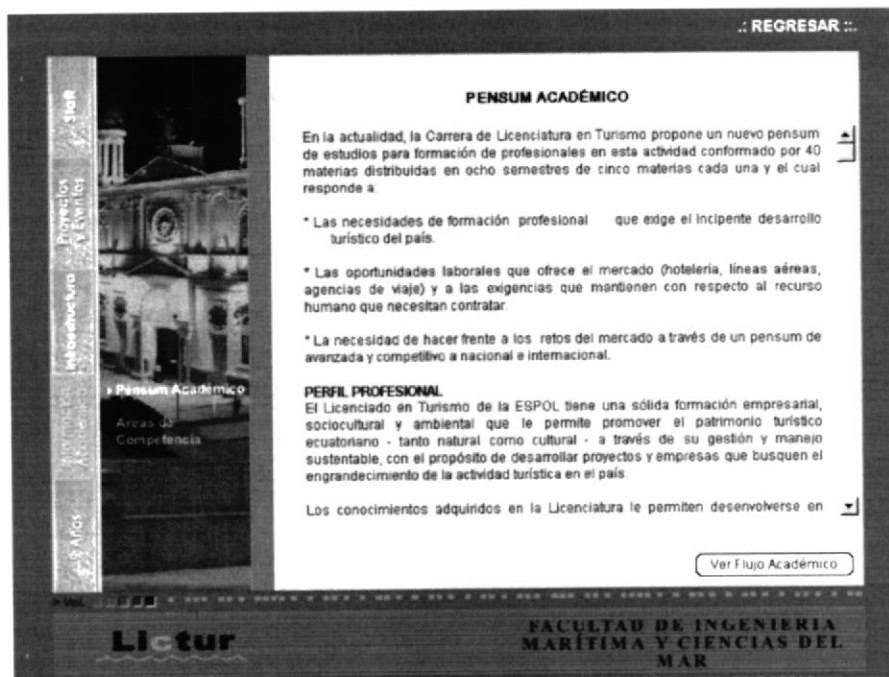 .: REGRESAR ::.
PENSUM ACADÉMICO
En la actualidad, la Carrera de Licenciatura en Turismo propone un nuevo pensum
de estudios para formación de profesionales en esta actividad conformado por 40
materias distribuidas en ocho semestres de cinco materias cada una y el cual
responde a:
* Las necesidades de formación profesional que exige el incipente desarrollo
turístico del país.
* Las oportunidades laborales que ofrece el mercado (hotelería, líneas aéreas,
agencias de viaje) y a las exigencias que mantienen con respecto al recurso
humano que necesitan contratar.
* La necesidad de hacer frente a los retos del mercado a través de un pensum de
avanzada y competitivo a nacional e internacional.
PERFIL PROFESIONAL
El Licenciado en Turismo de la ESPOL tiene una sólida formación empresarial,
sociocultural y ambiental que le permite promover el patrimonio turístico
ecuatoriano - tanto natural como cultural - a través de su gestión y manejo
sustentable, con el propósito de desarrollar proyectos y empresas que busquen el
engrandecimiento de la actividad turística en el país.
Los conocimientos adquiridos en la Licenciatura le permiten desenvolverse en
Ver Flujo Académico
Proyectos
y Eventos
Infraestructura
9 Años
Pénsum Académico
Areas de
Competencia
Vol.
Lictur
FACULTAD DE INGENIERIA
MARÍTIMA Y CIENCIAS DEL
MAR